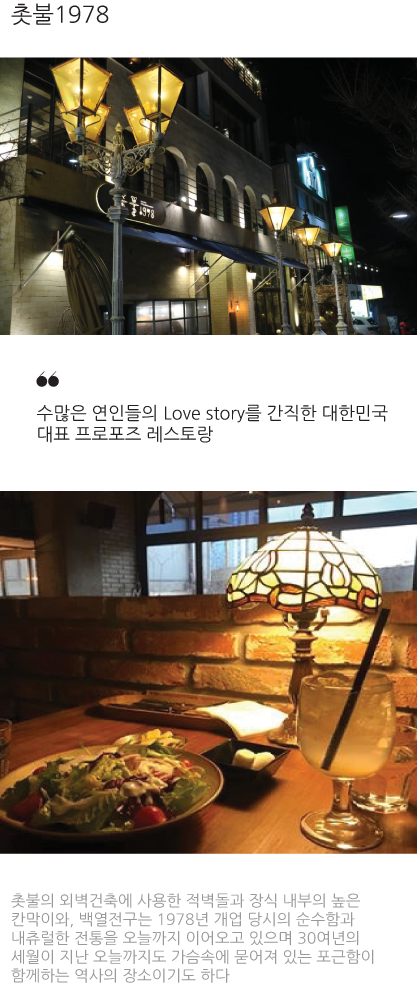 촛불1978
촛불1978
❝
수많은 연인들의 Love story를 간직한 대한민국
대표 프로포즈 레스토랑
촛불의 외벽건축에 사용한 적벽돌과 장식 내부의 높은
칸막이와, 백열전구는 1978년 개업 당시의 순수함과
내츄럴한 전통을 오늘까지 이어오고 있으며 30여년의
세월이 지난 오늘까지도 가슴속에 묻어져 있는 포근함이
함께하는 역사의 장소이기도 하다